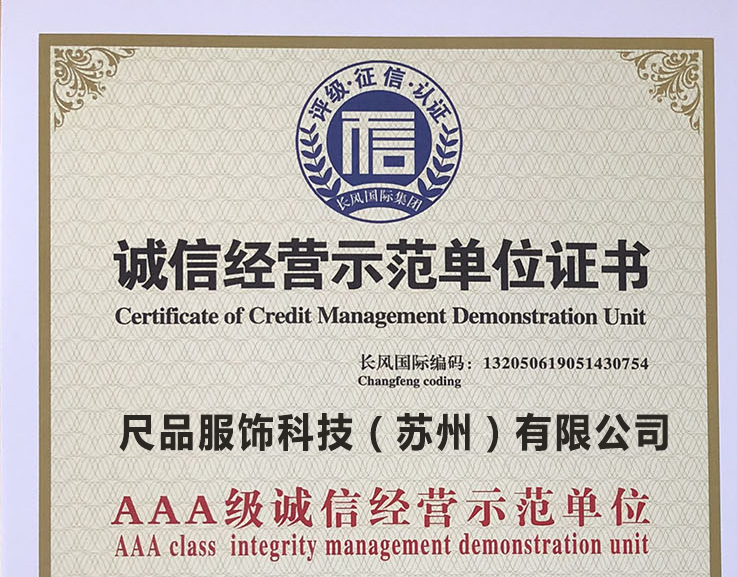 评级·征信·认证
信
长风国际集团
诚信经营示范单位证书
Certificate of Credit Management Demonstration Unit
长风国际编码：132050619051430754
Changfeng coding
尺品服饰科技（苏州）有限公司
AAA级诚信经营示范单位
AAA class integrity management demonstration unit